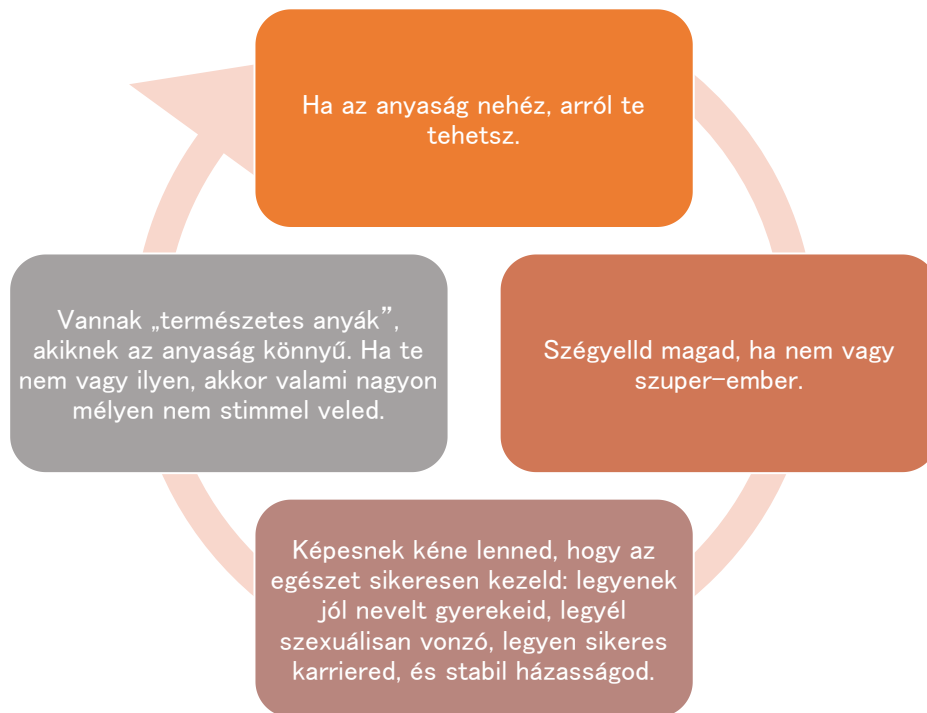 Ha az anyaság nehéz, arról te
tehetsz.
Szégyelld magad, ha nem vagy
szuper-ember.
Képesnek kéne lenned, hogy az
egészet sikeresen kezeld: legyenek
jól nevelt gyerekeid, legyél
szexuálisan vonzó, legyen sikeres
karriered, és stabil házasságod.
Vannak „természetes anyák”,
akiknek az anyaság könnyű. Ha te
nem vagy ilyen, akkor valami nagyon
mélyen nem stimmel veled.